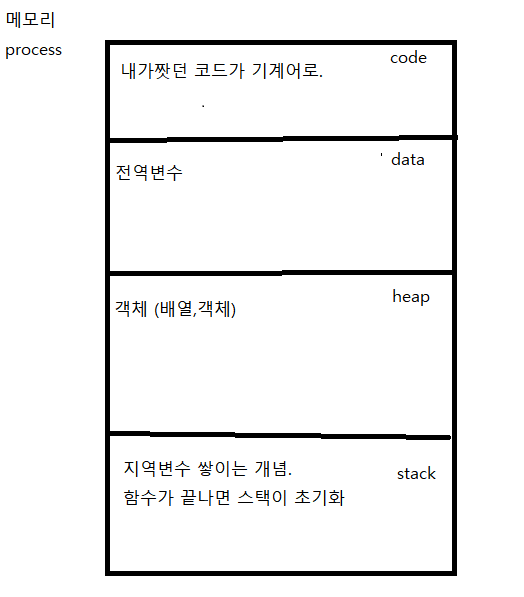 메모리
process
code
내가짯던 코드가 기계어로.
data
전역변수
heap
객체 (배열,객체)
지역변수 쌓이는 개념.
stack
함수가 끝나면 스택이 초기화